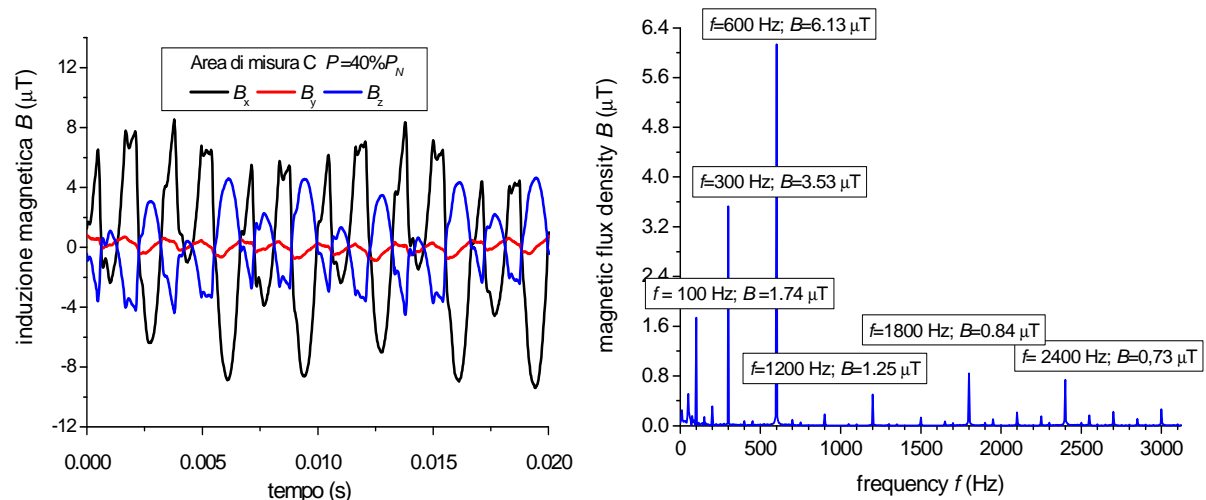 12
8
4
0
-4
-8
-12
induzione magnetica B (μT)
Area di misura C P=40%P_N
B_x B_y B_z
0.000 0.005 0.010 0.015 0.020
tempo (s)
f=600 Hz; B=6.13 μT
6.4
5.6
4.8
4.0
3.2
2.4
1.6
0.8
0.0
magnetic flux density B (μT)
f=300 Hz; B=3.53 μT
f= 100 Hz; B=1.74 μT
f=1800 Hz; B=0.84 μT
f= 2400 Hz; B=0,73 μT
f=1200 Hz; B=1.25 μT
0 500 1000 1500 2000 2500 3000
frequency f (Hz)